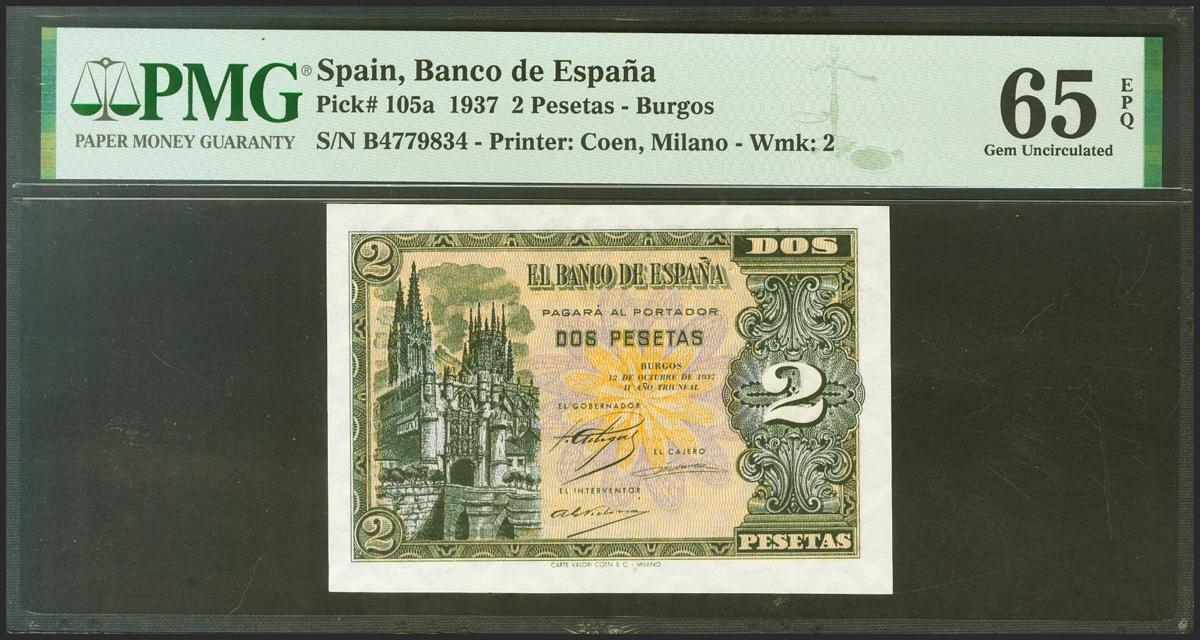 PMG®
PAPER MONEY GUARANTY
Spain, Banco de España
Pick# 105a 1937 2 Pesetas - Burgos
S/N B4779834 - Printer: Coen, Milano - Wmk: 2
65
EPQ
Gem Uncirculated
2
DOS
EL BANCO DE ESPAÑA
PAGARÁ AL PORTADOR
DOS PESETAS
BURGOS
12 DE OCTUBRE DE 1937
II AÑO TRIUNFAL
2
EL GOBERNADOR
EL CAJERO
EL INTERVENTOR
2
PESETAS
CARTE VALORI COEN & C. - MILANO